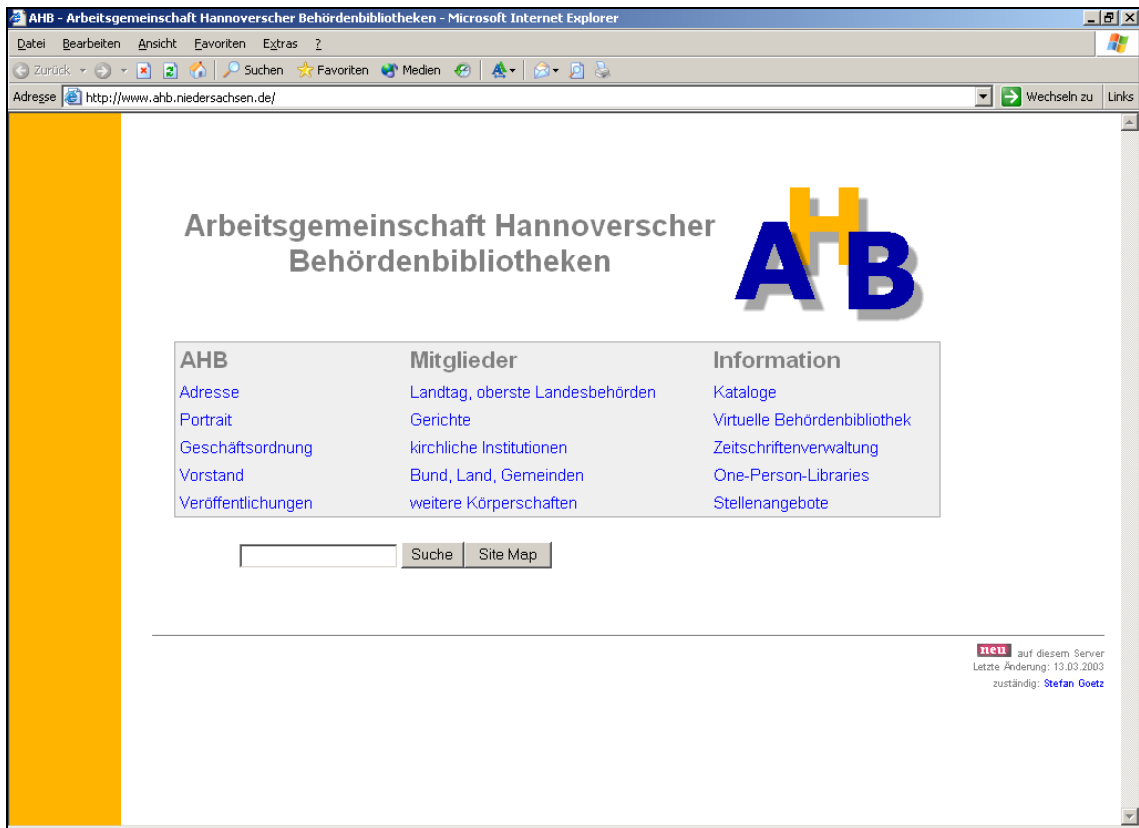 AHB - Arbeitsgemeinschaft Hannoverscher Behördenbibliotheken - Microsoft Internet Explorer
Datei Bearbeiten Ansicht Favoriten Extras ?
Zurück Suchen Favoriten Medien
Adresse http://www.ahb.niedersachsen.de/ Wechseln zu Links
Arbeitsgemeinschaft Hannoverscher
Behördenbibliotheken
AHB
AHB Mitglieder Information
Adresse Landtag, oberste Landesbehörden Kataloge
Portrait Gerichte Virtuelle Behördenbibliothek
Geschäftsordnung kirchliche Institutionen Zeitschriftenverwaltung
Vorstand Bund, Land, Gemeinden One-Person-Libraries
Veröffentlichungen weitere Körperschaften Stellenangebote
Suche Site Map
neu auf diesem Server
Letzte Änderung: 13.03.2003
zuständig: Stefan Goetz